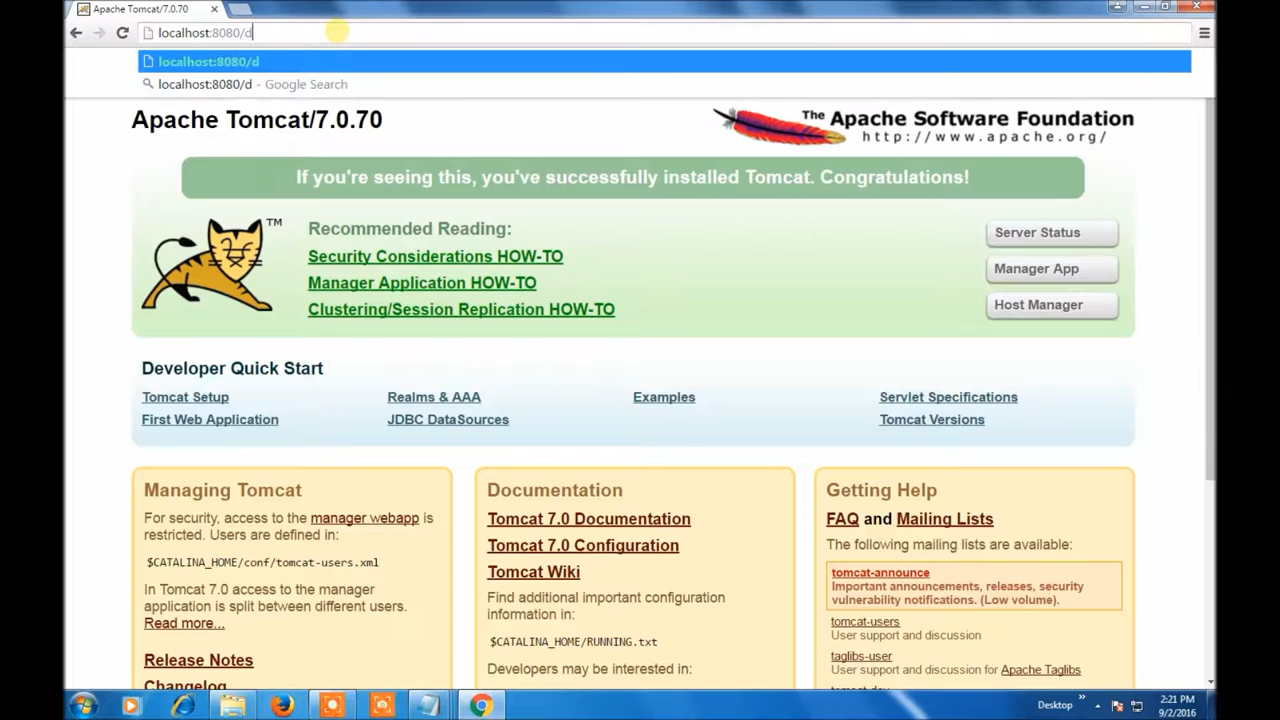 Apache Tomcat/7.0.70
localhost:8080/d
localhost:8080/d
localhost:8080/d - Google Search
Apache Tomcat/7.0.70
The Apache Software Foundation
http://www.apache.org/
If you're seeing this, you've successfully installed Tomcat. Congratulations!
TM
Recommended Reading:
Security Considerations HOW-TO
Manager Application HOW-TO
Clustering/Session Replication HOW-TO
Server Status
Manager App
Host Manager
Developer Quick Start
Tomcat Setup
First Web Application
Realms & AAA
JDBC DataSources
Examples
Servlet Specifications
Tomcat Versions
Managing Tomcat
For security, access to the manager webapp is
restricted. Users are defined in:
$CATALINA_HOME/conf/tomcat-users.xml
In Tomcat 7.0 access to the manager
application is split between different users.
Read more...
Release Notes
Changelog
Documentation
Tomcat 7.0 Documentation
Tomcat 7.0 Configuration
Tomcat Wiki
Find additional important configuration
information in:
$CATALINA_HOME/RUNNING.txt
Developers may be interested in:
Getting Help
FAQ and Mailing Lists
The following mailing lists are available:
tomcat-announce
Important announcements, releases, security
vulnerability notifications. (Low volume).
tomcat-users
User support and discussion
taglibs-user
User support and discussion for Apache Taglibs
tomcat-dev
Desktop
2:21 PM
9/2/2016